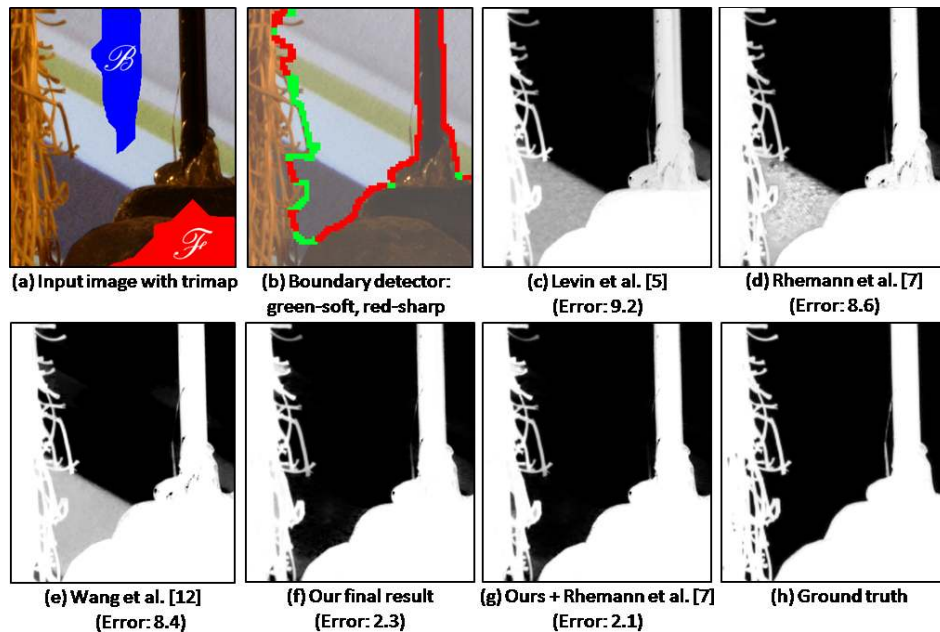 B
F
(a) Input image with trimap
(b) Boundary detector:
green-soft, red-sharp
(c) Levin et al. [5]
(Error: 9.2)
(d) Rhemann et al. [7]
(Error: 8.6)
(e) Wang et al. [12]
(Error: 8.4)
(f) Our final result
(Error: 2.3)
(g) Ours + Rhemann et al. [7]
(Error: 2.1)
(h) Ground truth